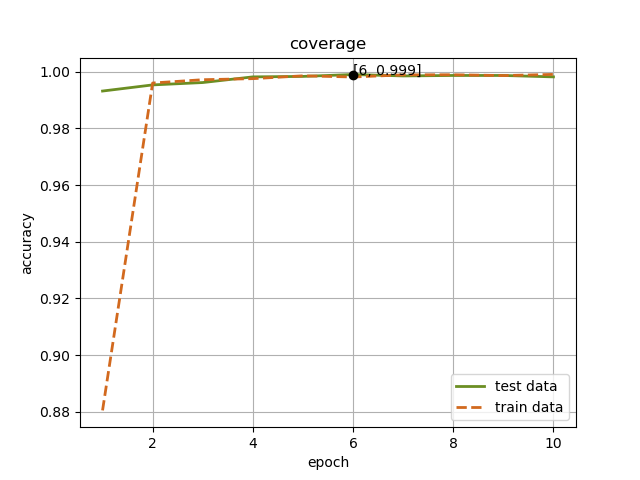 coverage
1.00
0.98
0.96
0.94
0.92
0.90
0.88
accuracy
[6, 0.999]
test data
train data
2 4 6 8 10
epoch